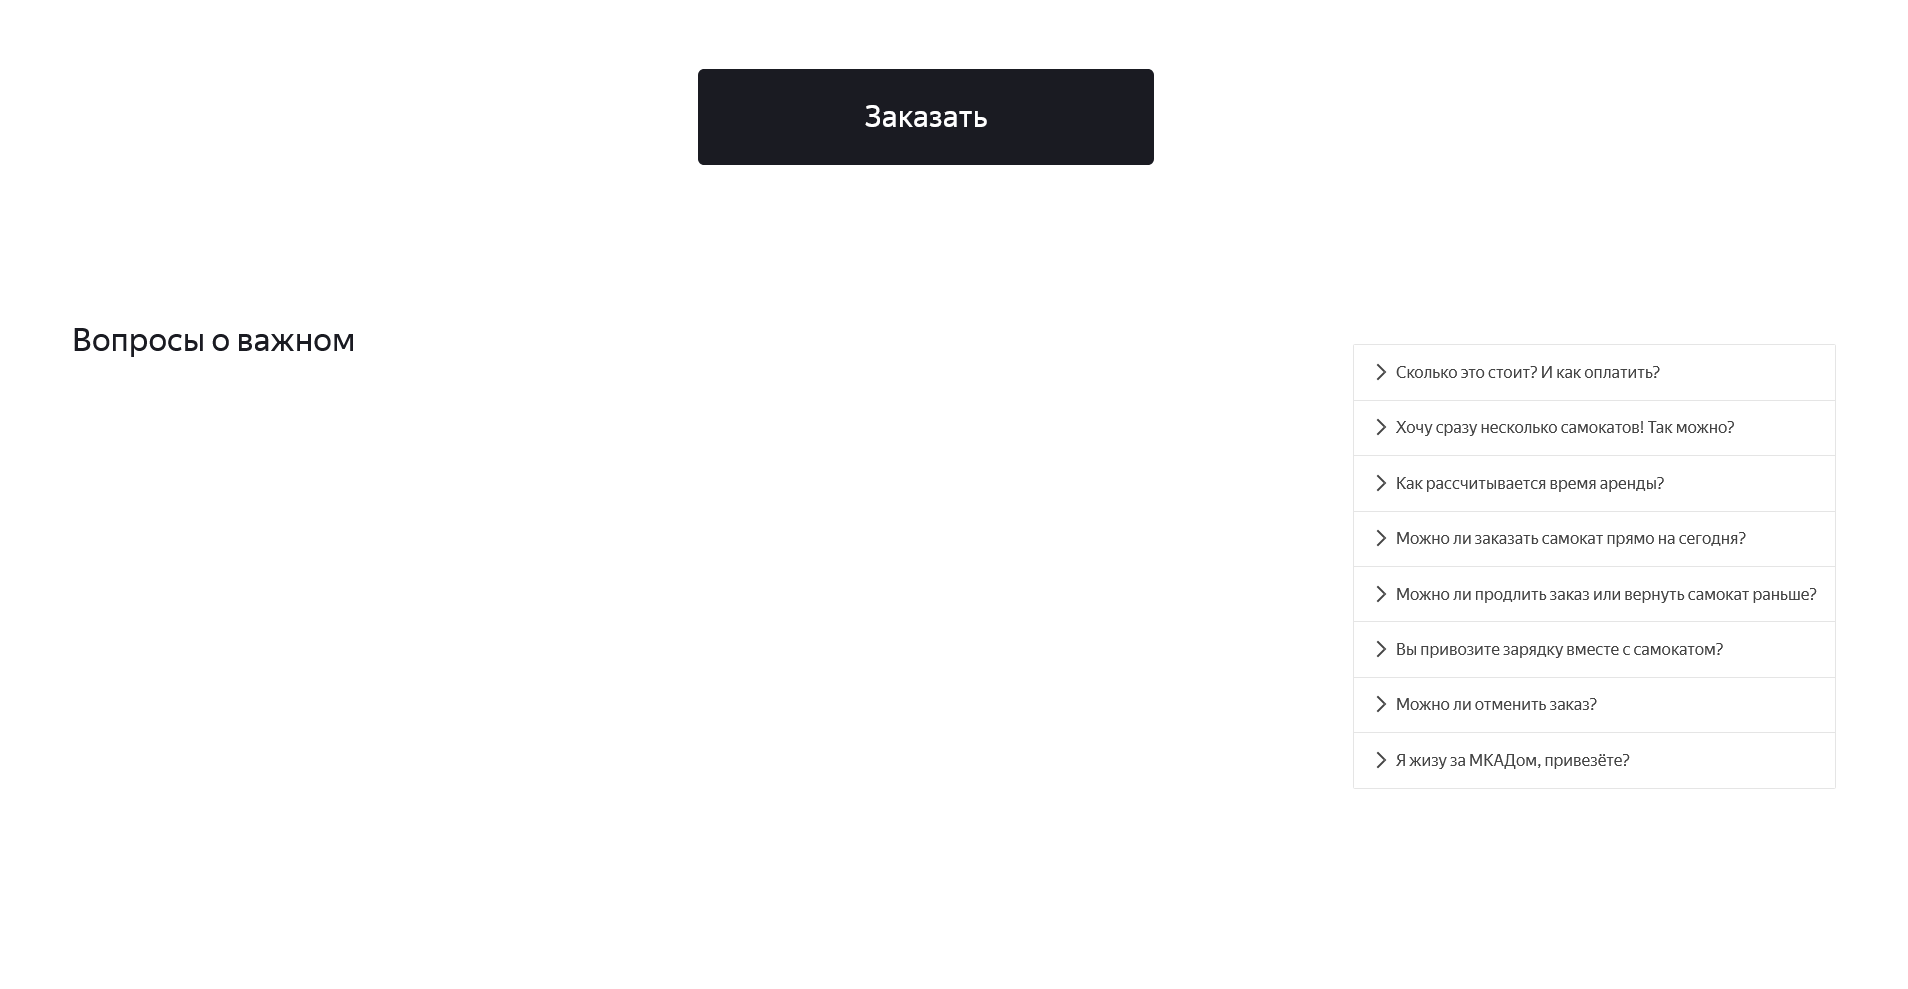 Заказать
Вопросы о важном
Сколько это стоит? И как оплатить?
Хочу сразу несколько самокатов! Так можно?
Как рассчитывается время аренды?
Можно ли заказать самокат прямо на сегодня?
Можно ли продлить заказ или вернуть самокат раньше?
Вы привозите зарядку вместе с самокатом?
Можно ли отменить заказ?
Я жизу за МКАДом, привезёте?